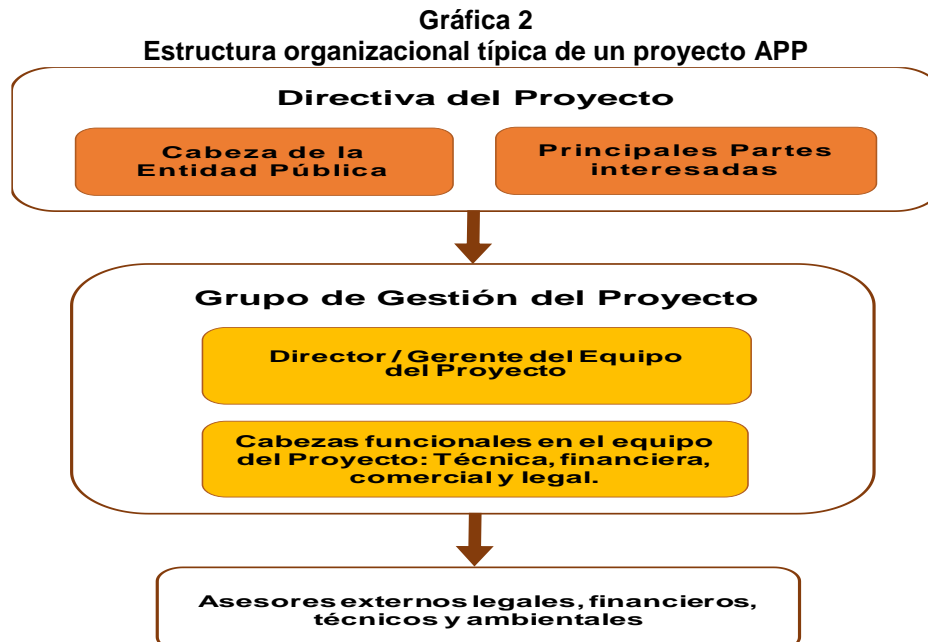 Gráfica 2
Estructura organizacional típica de un proyecto APP
Directiva del Proyecto
Cabeza de la
Entidad Pública
Principales Partes
interesadas
Grupo de Gestión del Proyecto
Director / Gerente del Equipo
del Proyecto
Cabezas funcionales en el equipo
del Proyecto: Técnica, financiera,
comercial y legal.
Asesores externos legales, financieros,
técnicos y ambientales